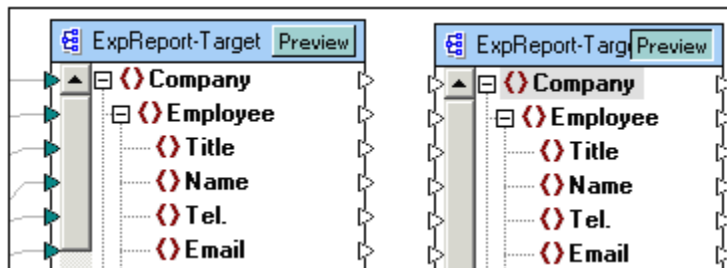 ExpReport-Target Preview
Company
Employee
Title
Name
Tel.
Email
ExpReport-Targ Preview
Company
Employee
Title
Name
Tel.
Email